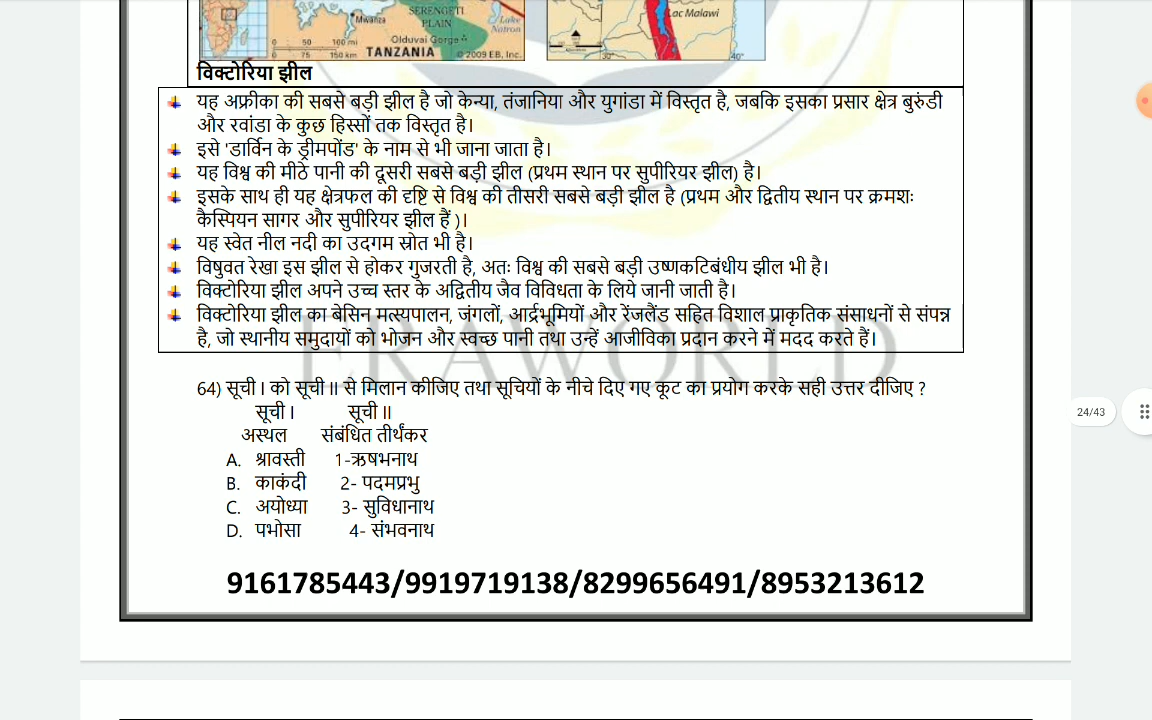 SERENGETI
PLAIN
Mwanza
Lake
Natron
Olduvai Gorge
0 50 100 mi
0 75 150 km
TANZANIA
© 2009 EB, Inc.
Lac Malawi
30°
40°
विक्टोरिया झील
यह अफ्रीका की सबसे बड़ी झील है जो केन्या, तंजानिया और युगांडा में विस्तृत है, जबकि इसका प्रसार क्षेत्र बुरुंडी
और रवांडा के कुछ हिस्सों तक विस्तृत है।
इसे 'डार्विन के ड्रीमपोंड' के नाम से भी जाना जाता है।
यह विश्व की मीठे पानी की दूसरी सबसे बड़ी झील (प्रथम स्थान पर सुपीरियर झील) है।
इसके साथ ही यह क्षेत्रफल की दृष्टि से विश्व की तीसरी सबसे बड़ी झील है (प्रथम और द्वितीय स्थान पर क्रमशः
कैस्पियन सागर और सुपीरियर झील हैं )।
यह स्वेत नील नदी का उदगम स्रोत भी है।
विषुवत रेखा इस झील से होकर गुजरती है, अतः विश्व की सबसे बड़ी उष्णकटिबंधीय झील भी है।
विक्टोरिया झील अपने उच्च स्तर के अद्वितीय जैव विविधता के लिये जानी जाती है।
विक्टोरिया झील का बेसिन मत्स्यपालन, जंगलों, आर्द्रभूमियों और रेंजलैंड सहित विशाल प्राकृतिक संसाधनों से संपन्न
है, जो स्थानीय समुदायों को भोजन और स्वच्छ पानी तथा उन्हें आजीविका प्रदान करने में मदद करते हैं।
ERAWORLD
64) सूची I को सूची II से मिलान कीजिए तथा सूचियों के नीचे दिए गए कूट का प्रयोग करके सही उत्तर दीजिए ?
सूची I सूची II
अस्थल संबंधित तीर्थंकर
A. श्रावस्ती 1-ऋषभनाथ
B. काकंदी 2- पदमप्रभु
C. अयोध्या 3- सुविधानाथ
D. पभोसा 4- संभवनाथ
9161785443/9919719138/8299656491/8953213612
24/43